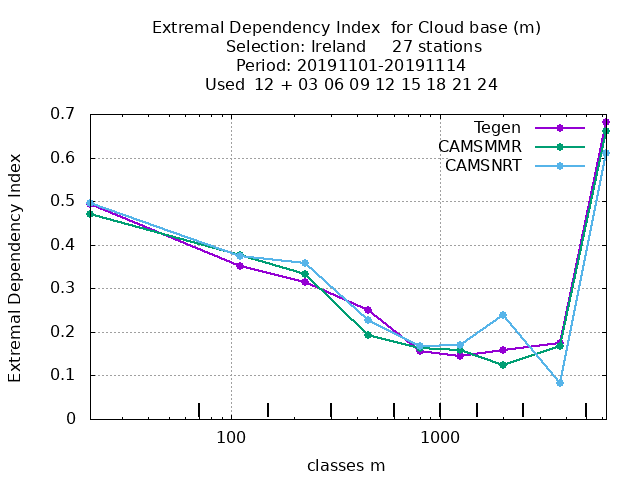 Extremal Dependency Index  for Cloud base (m)
Selection: Ireland     27 stations
Period: 20191101-20191114
Used  12 + 03 06 09 12 15 18 21 24
Extremal Dependency Index
0.7
0.6
0.5
0.4
0.3
0.2
0.1
0
Tegen
CAMSMMR
CAMSNRT
100
1000
classes m